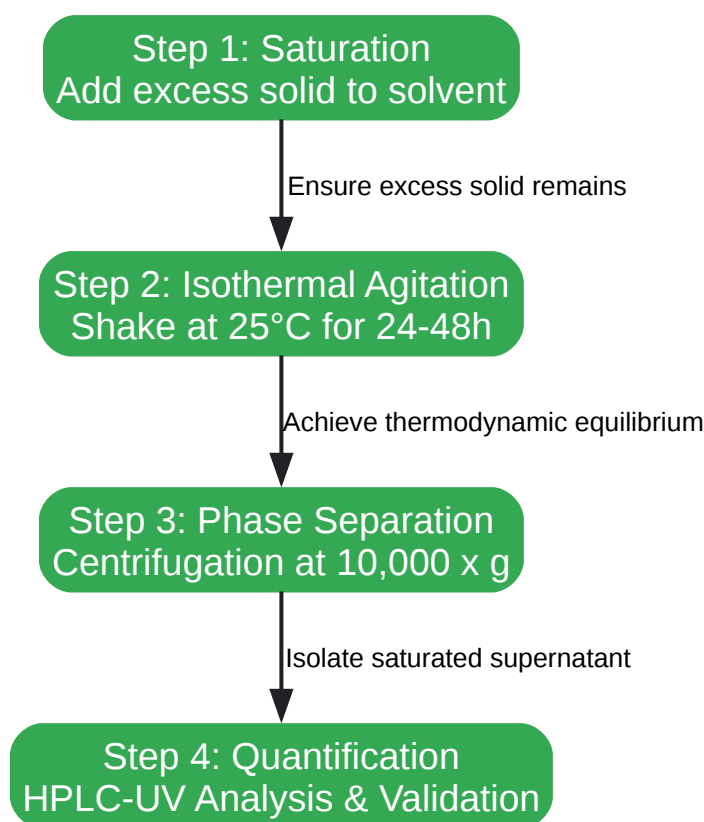 Step 1: Saturation
Add excess solid to solvent
Ensure excess solid remains
Step 2: Isothermal Agitation
Shake at 25°C for 24-48h
Achieve thermodynamic equilibrium
Step 3: Phase Separation
Centrifugation at 10,000 x g
Isolate saturated supernatant
Step 4: Quantification
HPLC-UV Analysis & Validation